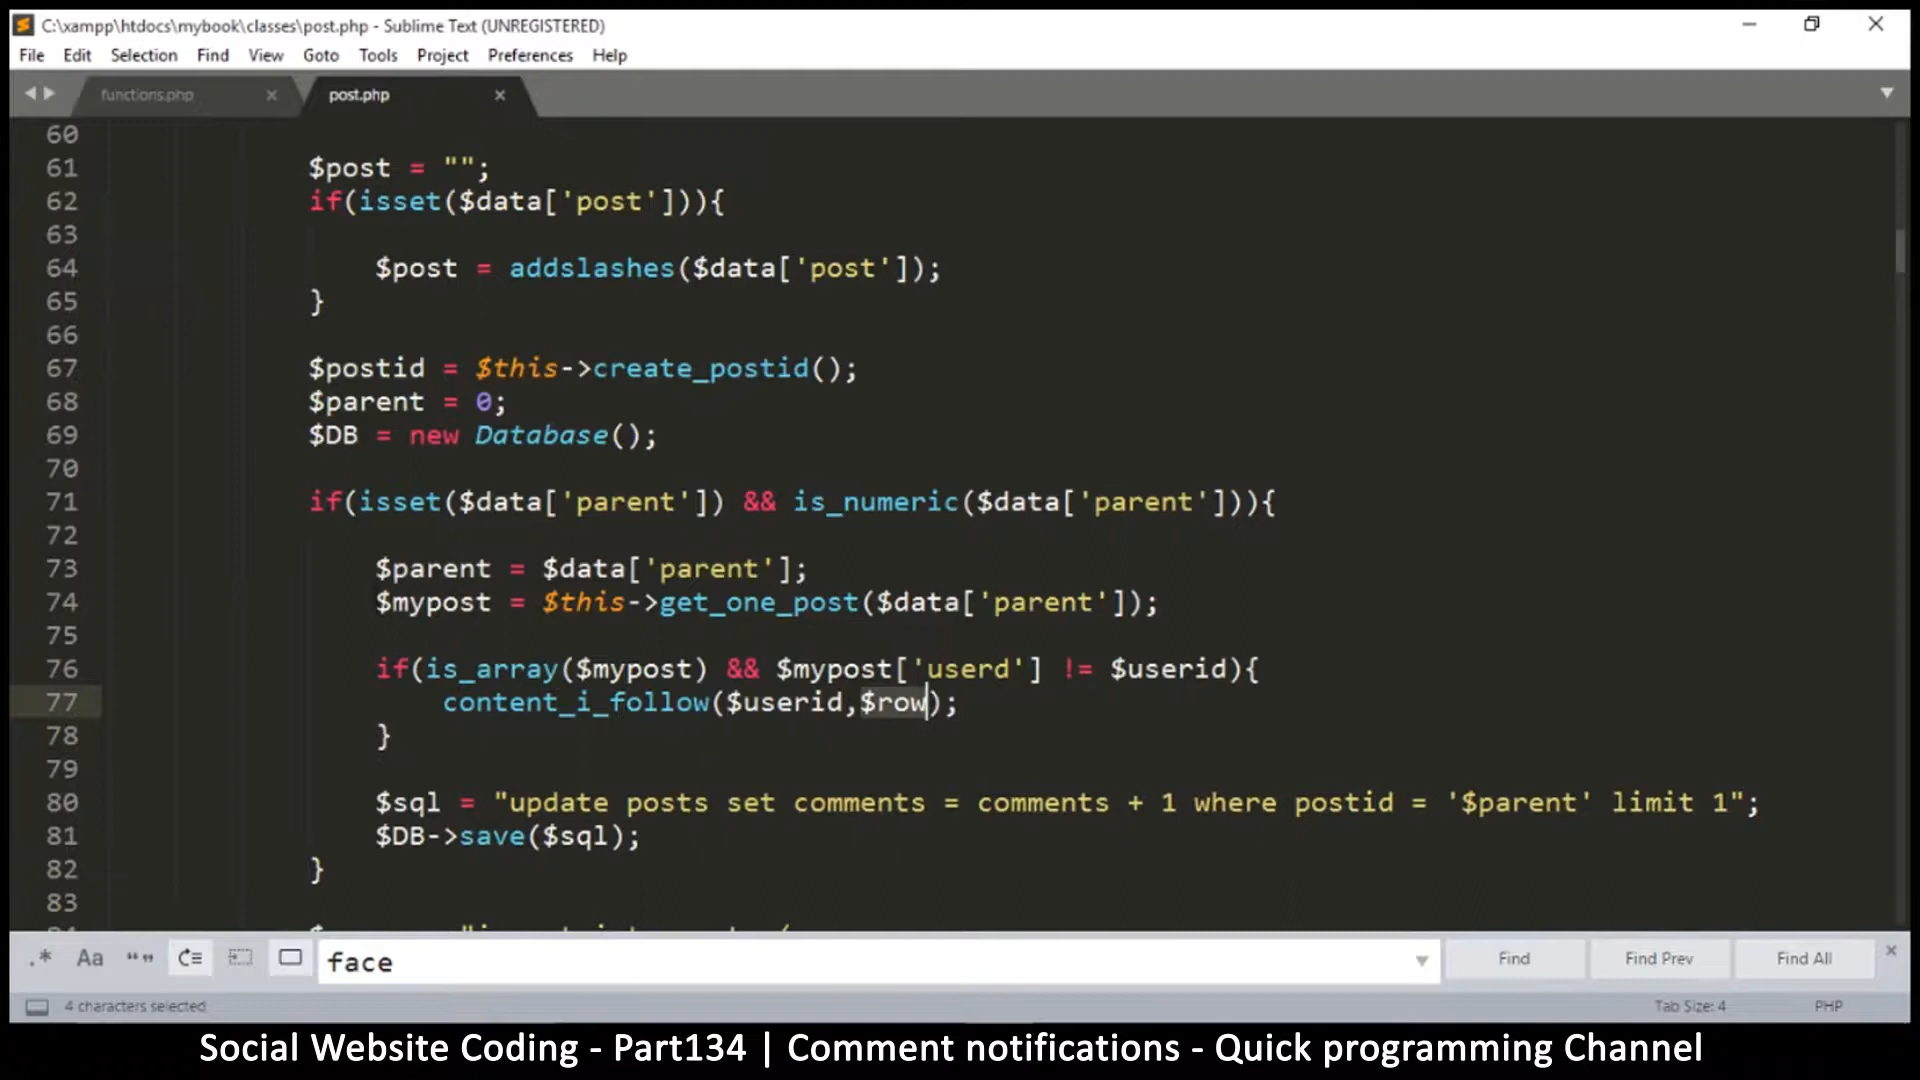 C:\xampp\htdocs\mybook\classes\post.php - Sublime Text (UNREGISTERED)
File Edit Selection Find View Goto Tools Project Preferences Help
functions.php × post.php ×
60
61 $post = "";
62 if(isset($data['post'])){
63
64 $post = addslashes($data['post']);
65 }
66
67 $postid = $this->create_postid();
68 $parent = 0;
69 $DB = new Database();
70
71 if(isset($data['parent']) && is_numeric($data['parent'])){
72
73 $parent = $data['parent'];
74 $mypost = $this->get_one_post($data['parent']);
75
76 if(is_array($mypost) && $mypost['userd'] != $userid){
77 content_i_follow($userid,$row);
78 }
79
80 $sql = "update posts set comments = comments + 1 where postid = '$parent' limit 1";
81 $DB->save($sql);
82 }
83
.* Aa “” face Find Find Prev Find All ×
4 characters selected Tab Size: 4 PHP
Social Website Coding - Part134 | Comment notifications - Quick programming Channel